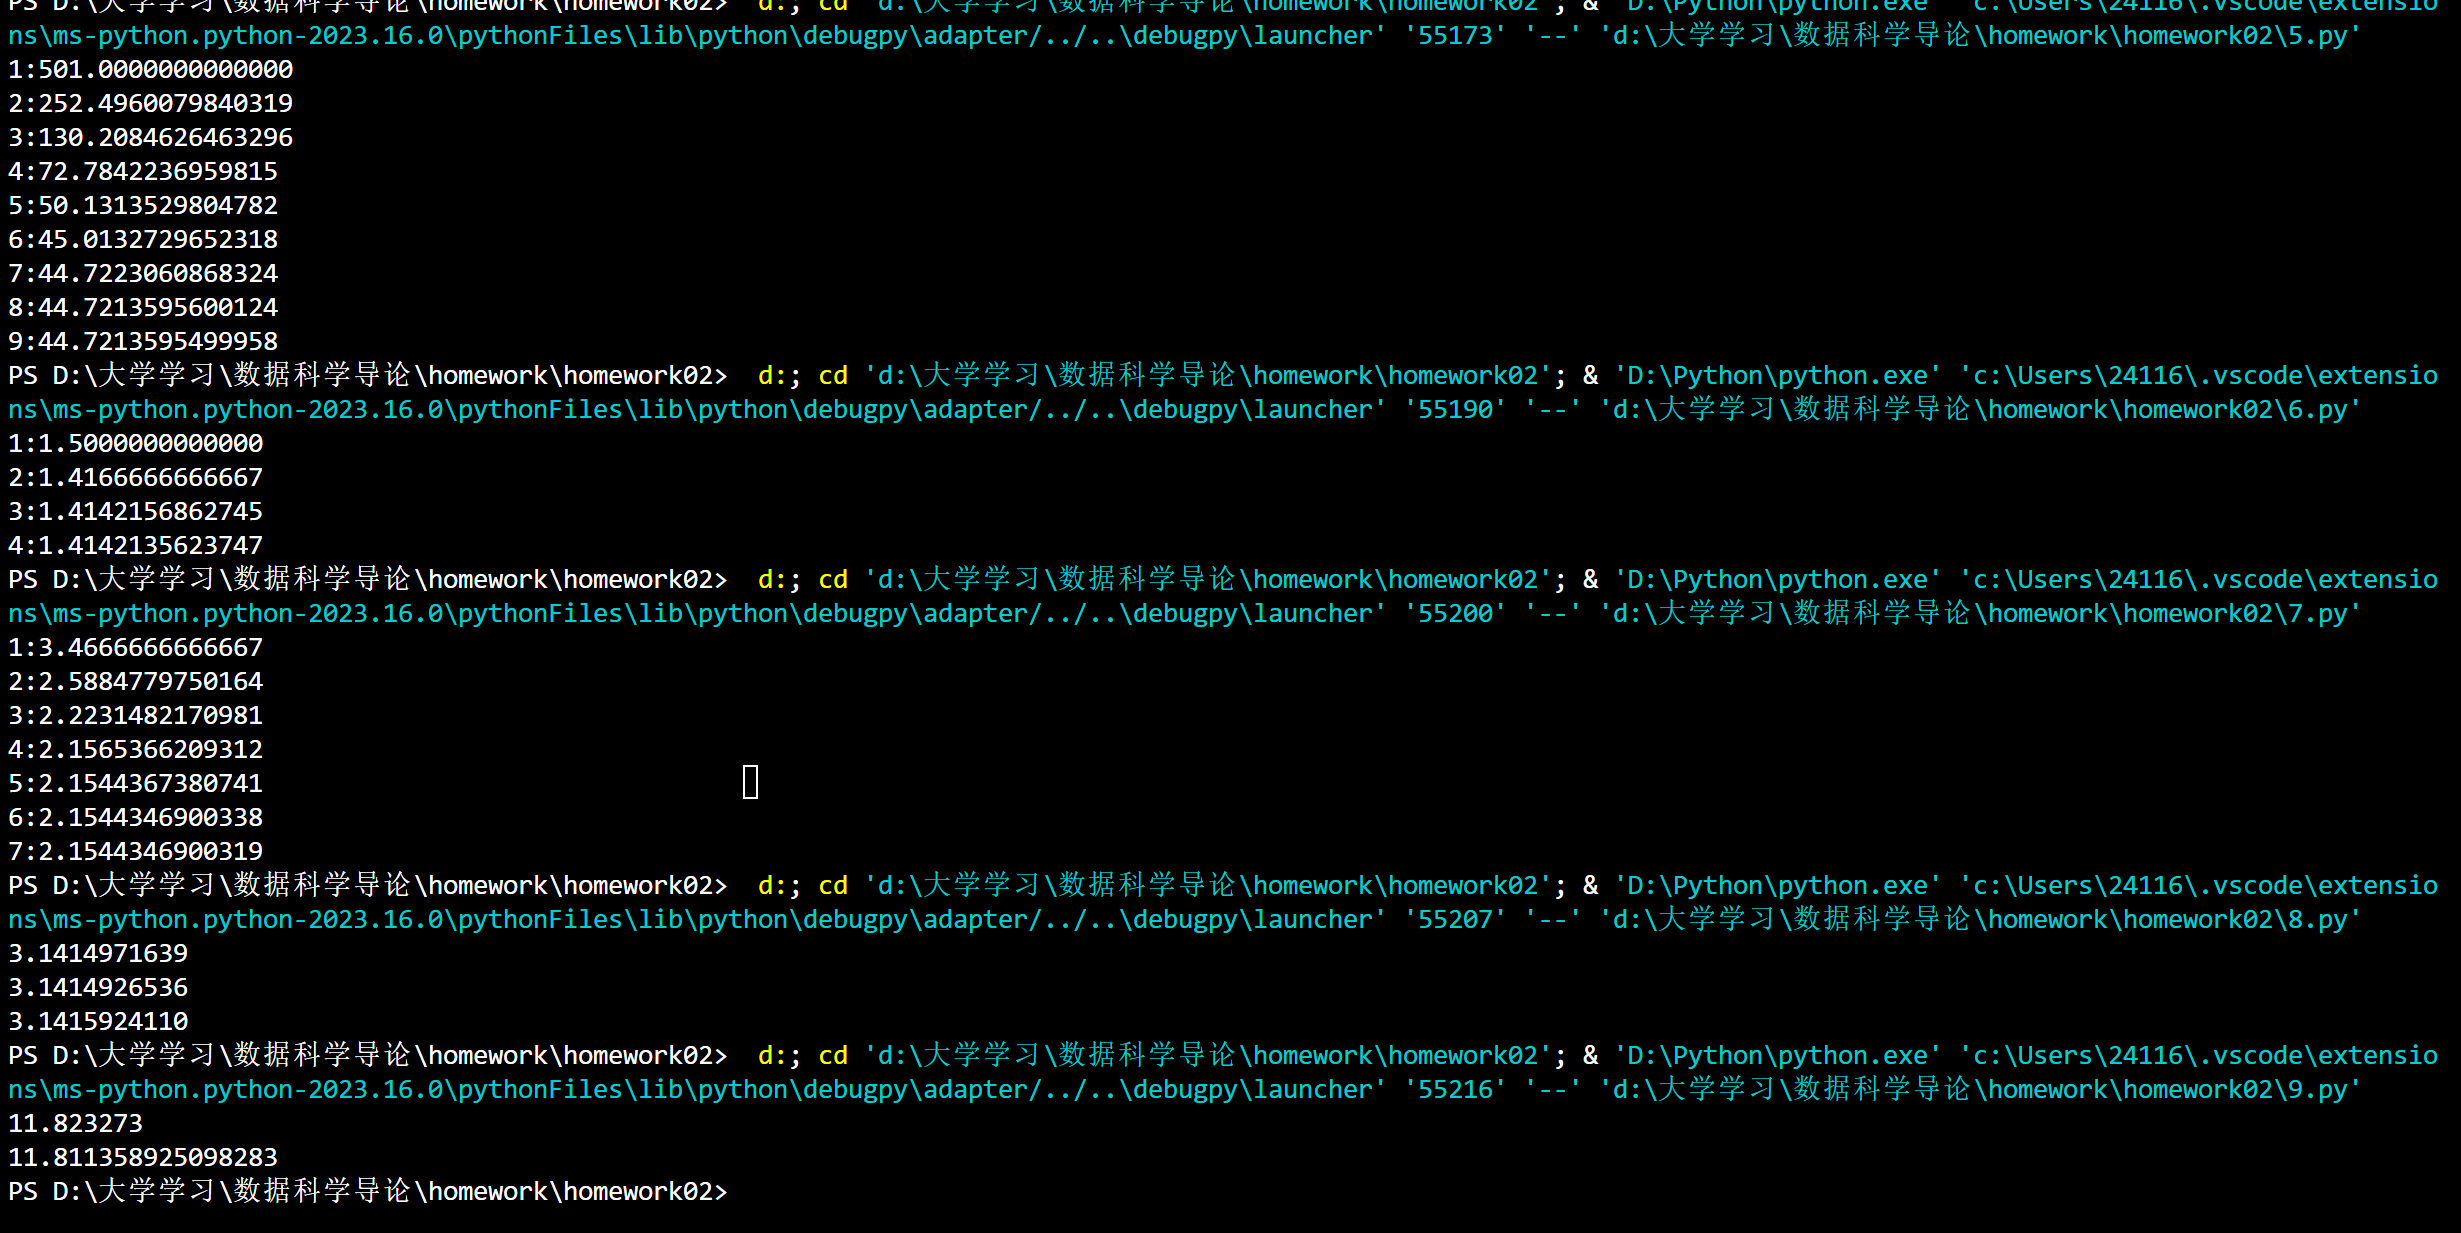 PS D:\大学学习\数据科学导论\homework\homework02>  d:; cd 'd:\大学学习\数据科学导论\homework\homework02'; & 'D:\Python\python.exe' 'c:\Users\24116\.vscode\extensio
ns\ms-python.python-2023.16.0\pythonFiles\lib\python\debugpy\adapter/../..\debugpy\launcher' '55173' '--' 'd:\大学学习\数据科学导论\homework\homework02\5.py'
1:501.0000000000000
2:252.4960079840319
3:130.2084626463296
4:72.7842236959815
5:50.1313529804782
6:45.0132729652318
7:44.7223060868324
8:44.7213595600124
9:44.7213595499958
PS D:\大学学习\数据科学导论\homework\homework02>  d:; cd 'd:\大学学习\数据科学导论\homework\homework02'; & 'D:\Python\python.exe' 'c:\Users\24116\.vscode\extensio
ns\ms-python.python-2023.16.0\pythonFiles\lib\python\debugpy\adapter/../..\debugpy\launcher' '55190' '--' 'd:\大学学习\数据科学导论\homework\homework02\6.py'
1:1.5000000000000
2:1.4166666666667
3:1.4142156862745
4:1.4142135623747
PS D:\大学学习\数据科学导论\homework\homework02>  d:; cd 'd:\大学学习\数据科学导论\homework\homework02'; & 'D:\Python\python.exe' 'c:\Users\24116\.vscode\extensio
ns\ms-python.python-2023.16.0\pythonFiles\lib\python\debugpy\adapter/../..\debugpy\launcher' '55200' '--' 'd:\大学学习\数据科学导论\homework\homework02\7.py'
1:3.4666666666667
2:2.5884779750164
3:2.2231482170981
4:2.1565366209312
5:2.1544367380741
6:2.1544346900338
7:2.1544346900319
PS D:\大学学习\数据科学导论\homework\homework02>  d:; cd 'd:\大学学习\数据科学导论\homework\homework02'; & 'D:\Python\python.exe' 'c:\Users\24116\.vscode\extensio
ns\ms-python.python-2023.16.0\pythonFiles\lib\python\debugpy\adapter/../..\debugpy\launcher' '55207' '--' 'd:\大学学习\数据科学导论\homework\homework02\8.py'
3.1414971639
3.1414926536
3.1415924110
PS D:\大学学习\数据科学导论\homework\homework02>  d:; cd 'd:\大学学习\数据科学导论\homework\homework02'; & 'D:\Python\python.exe' 'c:\Users\24116\.vscode\extensio
ns\ms-python.python-2023.16.0\pythonFiles\lib\python\debugpy\adapter/../..\debugpy\launcher' '55216' '--' 'd:\大学学习\数据科学导论\homework\homework02\9.py'
11.823273
11.811358925098283
PS D:\大学学习\数据科学导论\homework\homework02>